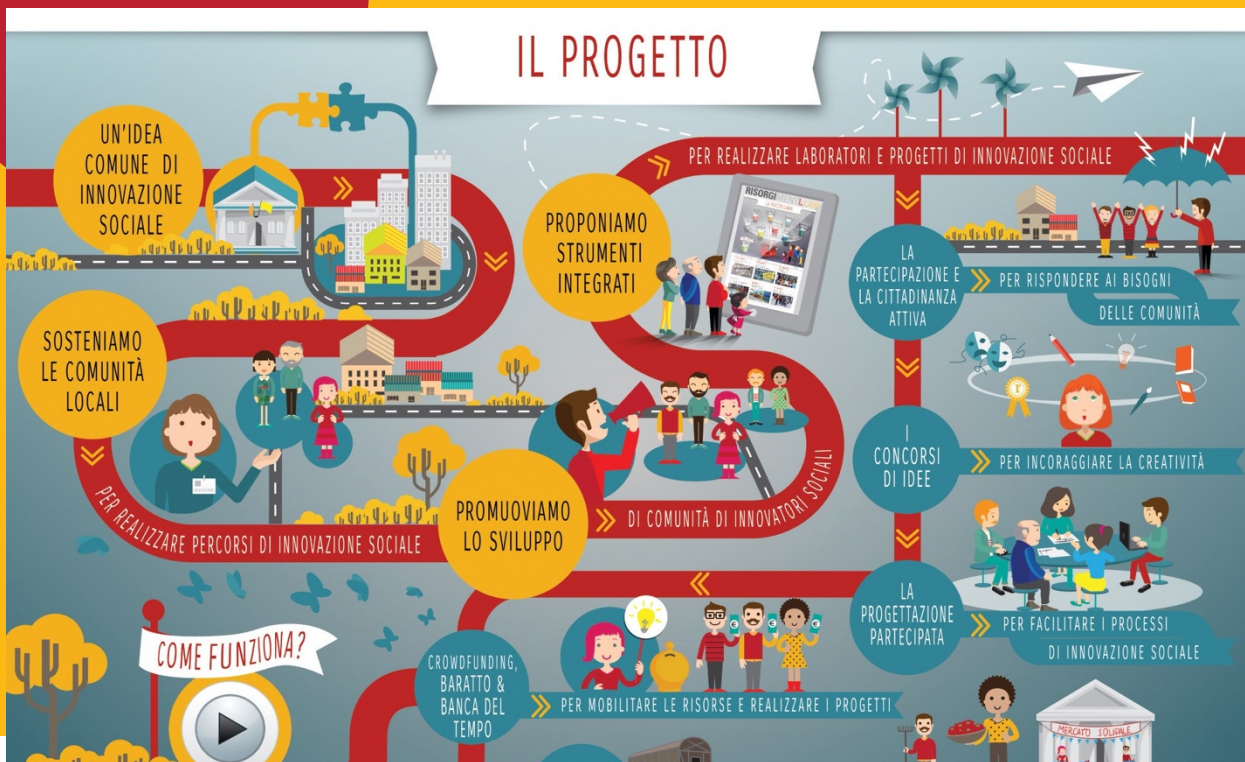 IL PROGETTO
UN'IDEA
COMUNE DI
INNOVAZIONE
SOCIALE
SOSTENIAMO
LE COMUNITÀ
LOCALI
PER REALIZZARE PERCORSI DI INNOVAZIONE SOCIALE
PROMUOVIAMO
LO SVILUPPO
DI COMUNITÀ DI INNOVATORI SOCIALI
PROPONIAMO
STRUMENTI
INTEGRATI
RISORGIMENTI
PER REALIZZARE LABORATORI E PROGETTI DI INNOVAZIONE SOCIALE
LA
PARTECIPAZIONE E
LA CITTADINANZA
ATTIVA
PER RISPONDERE AI BISOGNI
DELLE COMUNITÀ
I
CONCORSI
DI IDEE
PER INCORAGGIARE LA CREATIVITÀ
LA
PROGETTAZIONE
PARTECIPATA
PER FACILITARE I PROCESSI
DI INNOVAZIONE SOCIALE
CROWDFUNDING,
BARATTO &
BANCA DEL
TEMPO
PER MOBILITARE LE RISORSE E REALIZZARE I PROGETTI
COME FUNZIONA?
MERCATO SOLIDALE